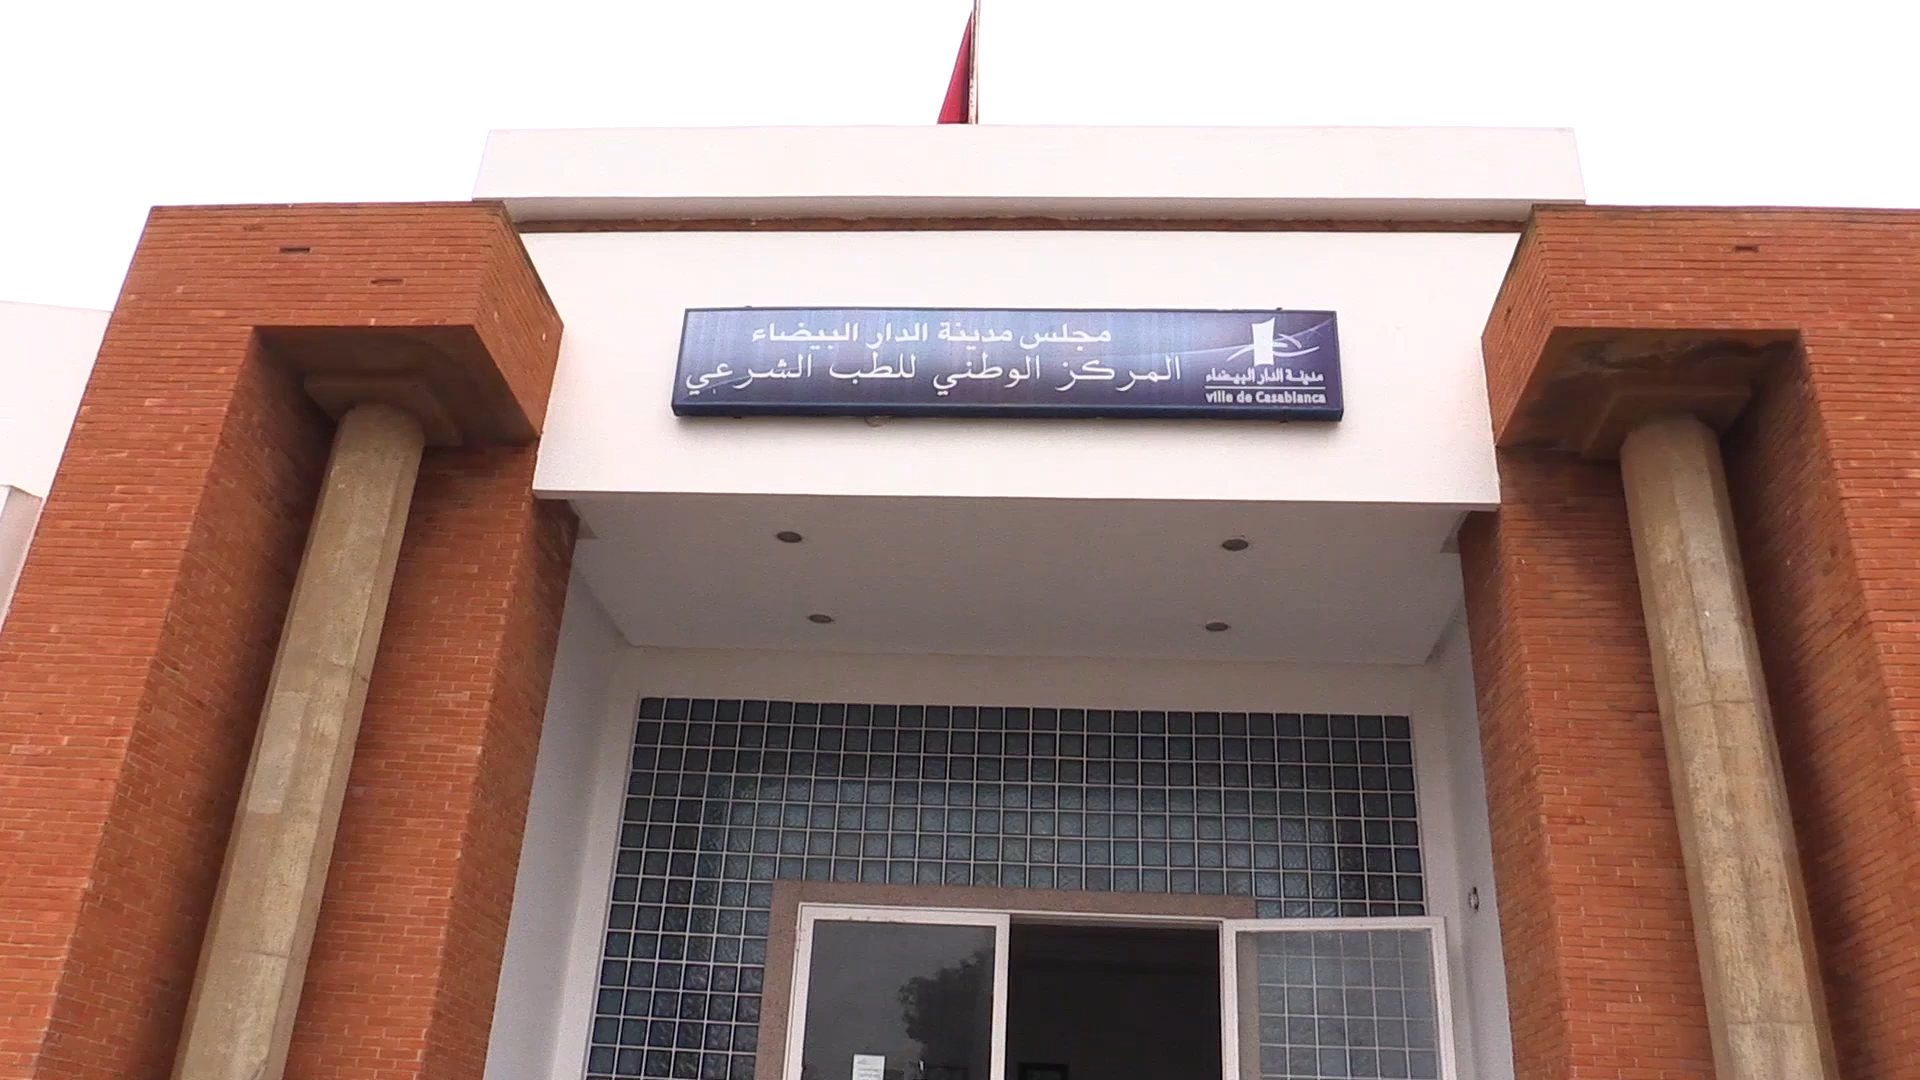 مجلس مدينة الدار البيضاء
المركز الوطني للطب الشرعي
مدينة الدار البيضاء
ville de Casablanca